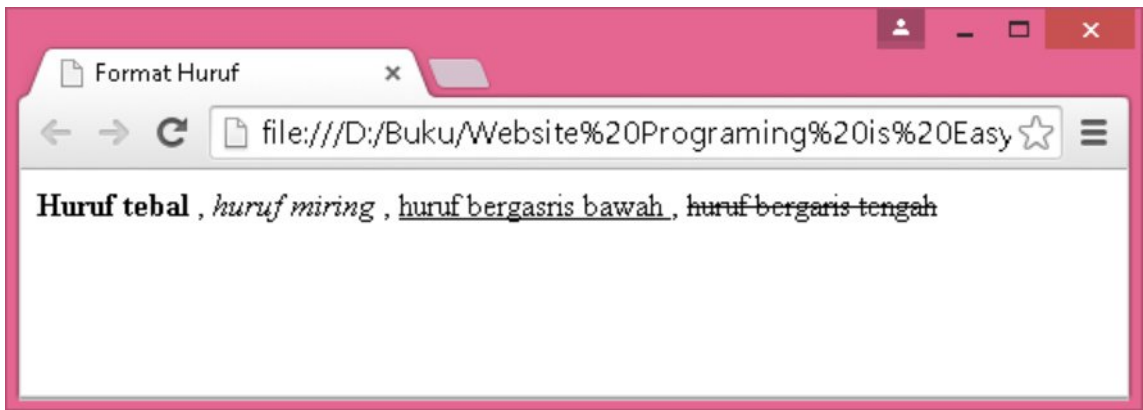 Format Huruf
file:///D:/Buku/Website%20Programing%20is%20Easy
Huruf tebal , huruf miring , huruf bergasris bawah , huruf bergaris tengah